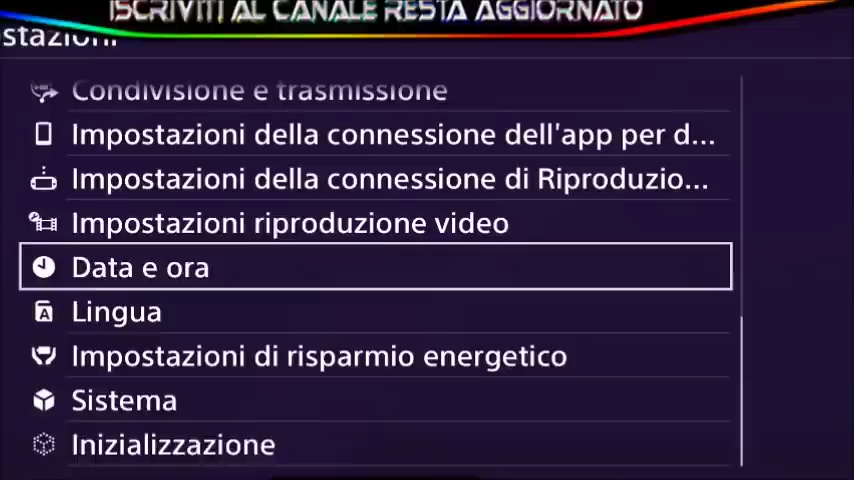 ISCRIVITI AL CANALE RESTA AGGIORNATO
stazioni
Condivisione e trasmissione
Impostazioni della connessione dell'app per d...
Impostazioni della connessione di Riproduzio...
Impostazioni riproduzione video
Data e ora
Lingua
Impostazioni di risparmio energetico
Sistema
Inizializzazione